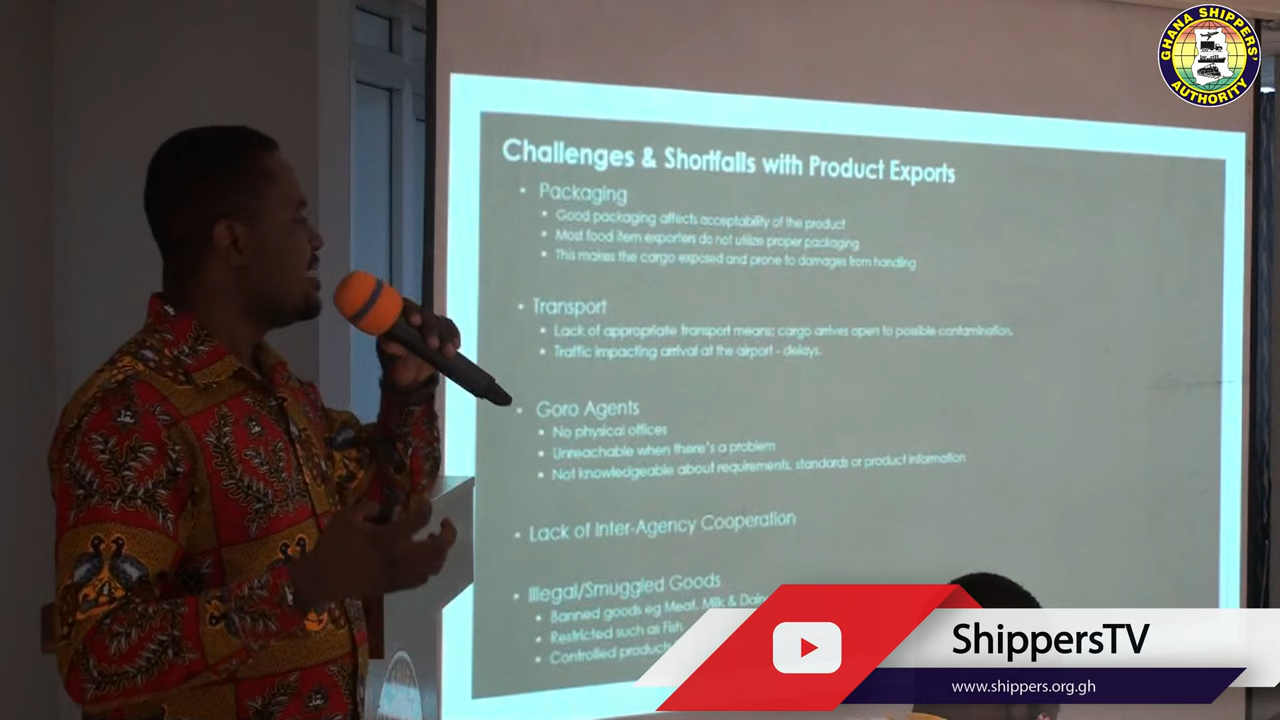 GHANA SHIPPERS' AUTHORITY
Challenges & Shortfalls with Product Exports
• Packaging
• Good packaging affects acceptability of the product
• Most food item exporters do not utilize proper packaging
• This makes the cargo exposed and prone to damages from handling
• Transport
• Lack of appropriate transport means; cargo arrives open to possible contamination.
• Traffic impacting arrival at the airport - delays.
• Goro Agents
• No physical offices
• Unreachable when there's a problem
• Not knowledgeable about requirements, standards or product information
• Lack of Inter-Agency Cooperation
• Illegal/Smuggled Goods
• Banned goods eg Meat, Milk &
• Restricted such as Fish
• Controlled
ShippersTV
www.shippers.org.gh